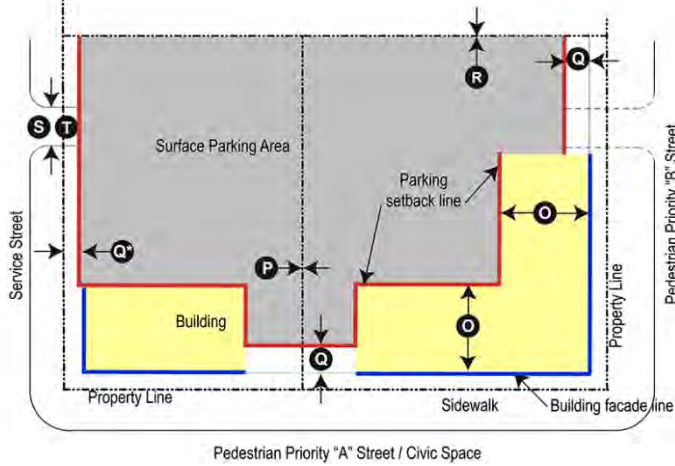 Q
R
S T
Surface Parking Area
Parking
setback line
O
Pedestrian Priority "B" Street
Service Street
Q*
P
Property Line
Building
O
Q
Property Line
Sidewalk
Building facade line
Pedestrian Priority "A" Street / Civic Space